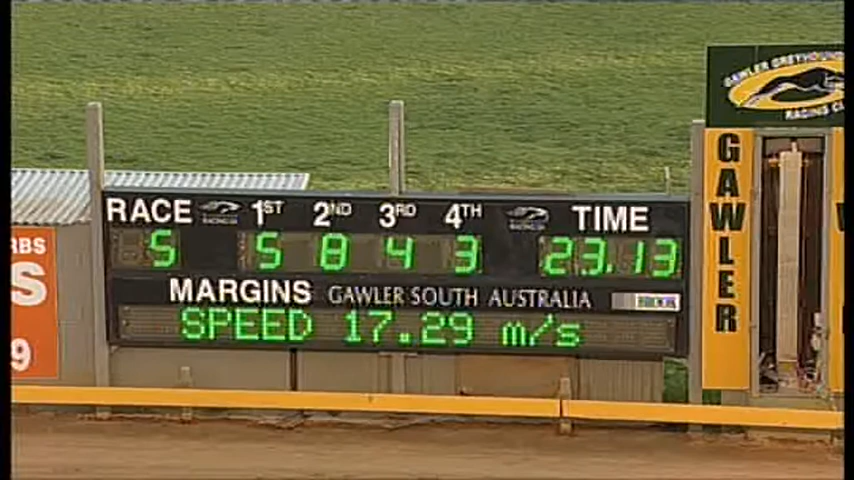 GAWLER GREYHOUND
RACING CL
RACE 1ST 2ND 3RD 4TH TIME
5 5 8 4 3 23.13
MARGINS GAWLER SOUTH AUSTRALIA
SPEED 17.29 m/s
GAWLER
RBS
S
9